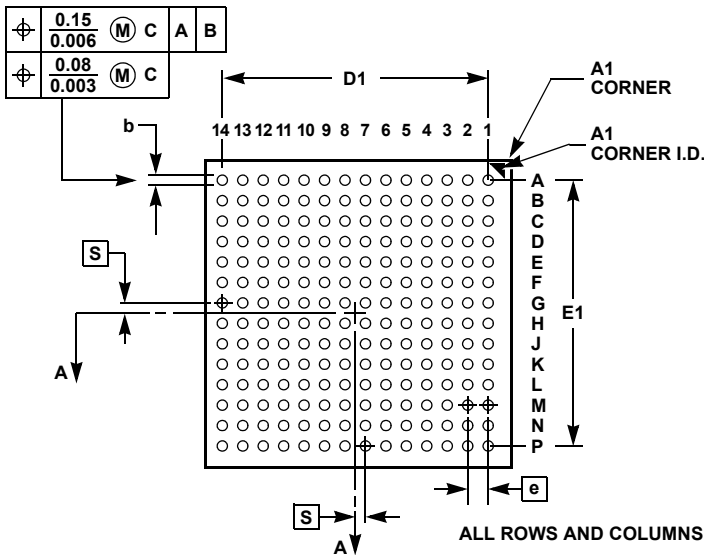 ⌖ 0.15 / 0.006 Ⓜ C A B
⌖ 0.08 / 0.003 Ⓜ C
D1
A1
CORNER
b
14 13 12 11 10 9 8 7 6 5 4 3 2 1
A1
CORNER I.D.
A
B
C
D
E
F
G
H
J
K
L
M
N
P
S
E1
A
e
S
A
ALL ROWS AND COLUMNS